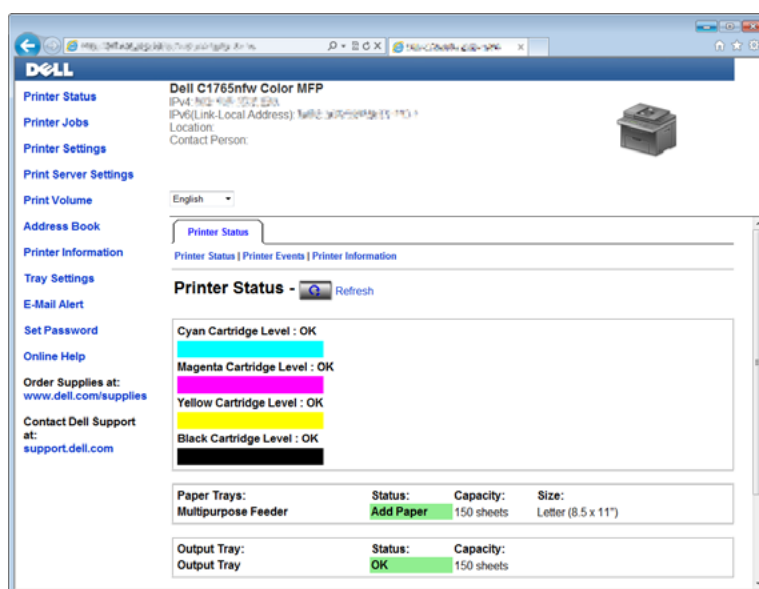 DELL
Printer Status
Printer Jobs
Printer Settings
Print Server Settings
Print Volume
Address Book
Printer Information
Tray Settings
E-Mail Alert
Set Password
Online Help
Order Supplies at:
www.dell.com/supplies
Contact Dell Support
at:
support.dell.com
Dell C1765nfw Color MFP
IPv4:
IPv6(Link-Local Address):
Location:
Contact Person:
English
Printer Status
Printer Status | Printer Events | Printer Information
Printer Status - Refresh
Cyan Cartridge Level : OK
Magenta Cartridge Level : OK
Yellow Cartridge Level : OK
Black Cartridge Level : OK
Paper Trays: Status: Capacity: Size:
Multipurpose Feeder Add Paper 150 sheets Letter (8.5 x 11")
Output Tray: Status: Capacity:
Output Tray OK 150 sheets